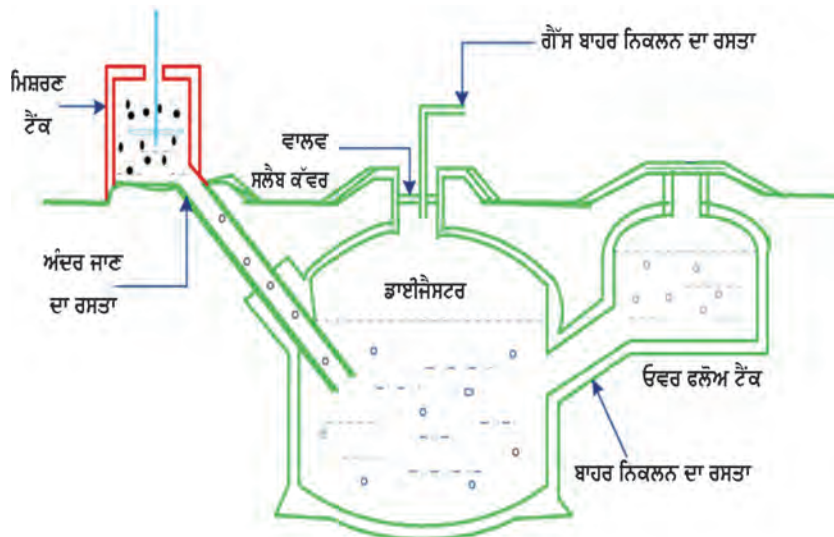 ਗੈੱਸ ਬਾਹਰ ਨਿਕਲਨ ਦਾ ਰਸਤਾ
ਮਿਸ਼ਰਣ
ਟੈਂਕ
ਵਾਲਵ
ਸਲੈਬ ਕੱਵਰ
ਅੰਦਰ ਜਾਣ
ਦਾ ਰਸਤਾ
ਡਾਈਜੈਸਟਰ
ਓਵਰ ਫਲੋਅ ਟੈਂਕ
ਬਾਹਰ ਨਿਕਲਨ ਦਾ ਰਸਤਾ